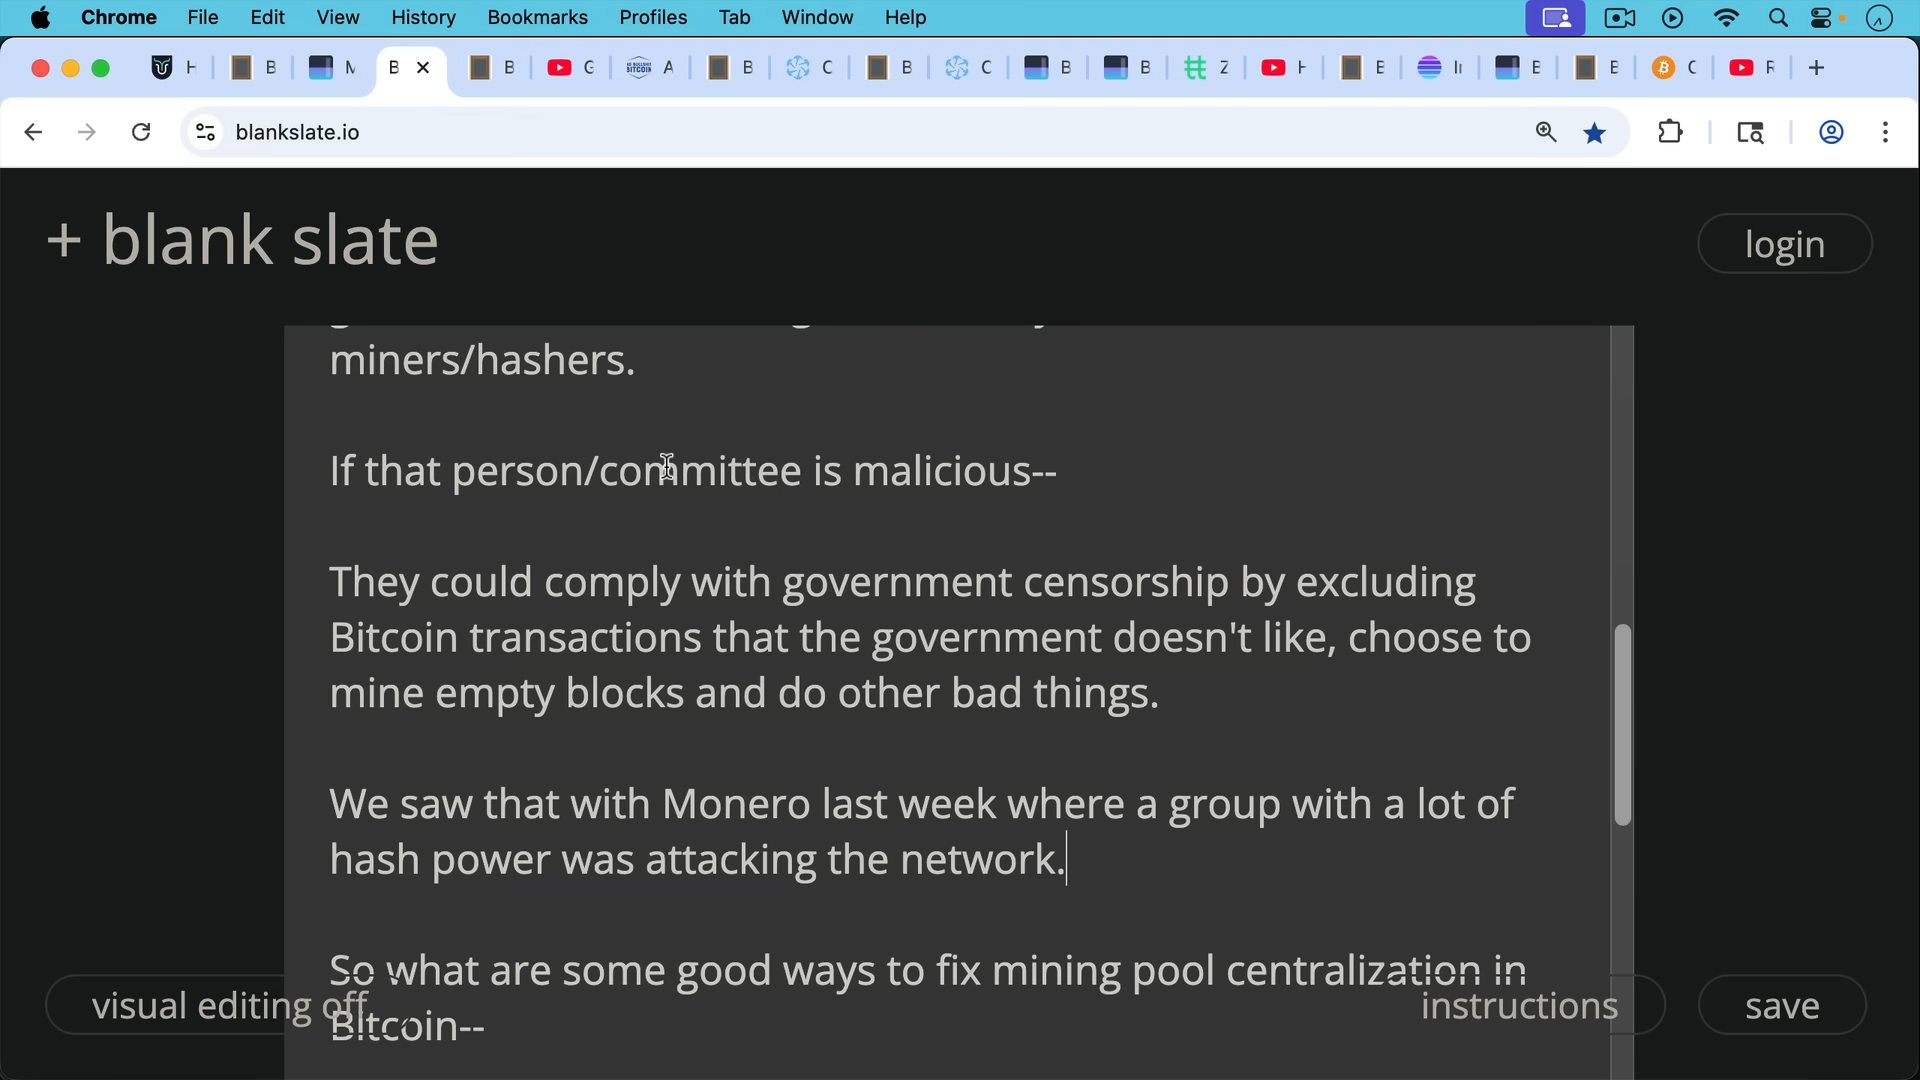 Chrome File Edit View History Bookmarks Profiles Tab Window Help
H B M B B G A B C B C B B Z H B I E B C R
blankslate.io
+ blank slate
login
miners/hashers.
If that person/committee is malicious--
They could comply with government censorship by excluding
Bitcoin transactions that the government doesn't like, choose to
mine empty blocks and do other bad things.
We saw that with Monero last week where a group with a lot of
hash power was attacking the network.
So what are some good ways to fix mining pool centralization in
Bitcoin--
visual editing off
instructions
save